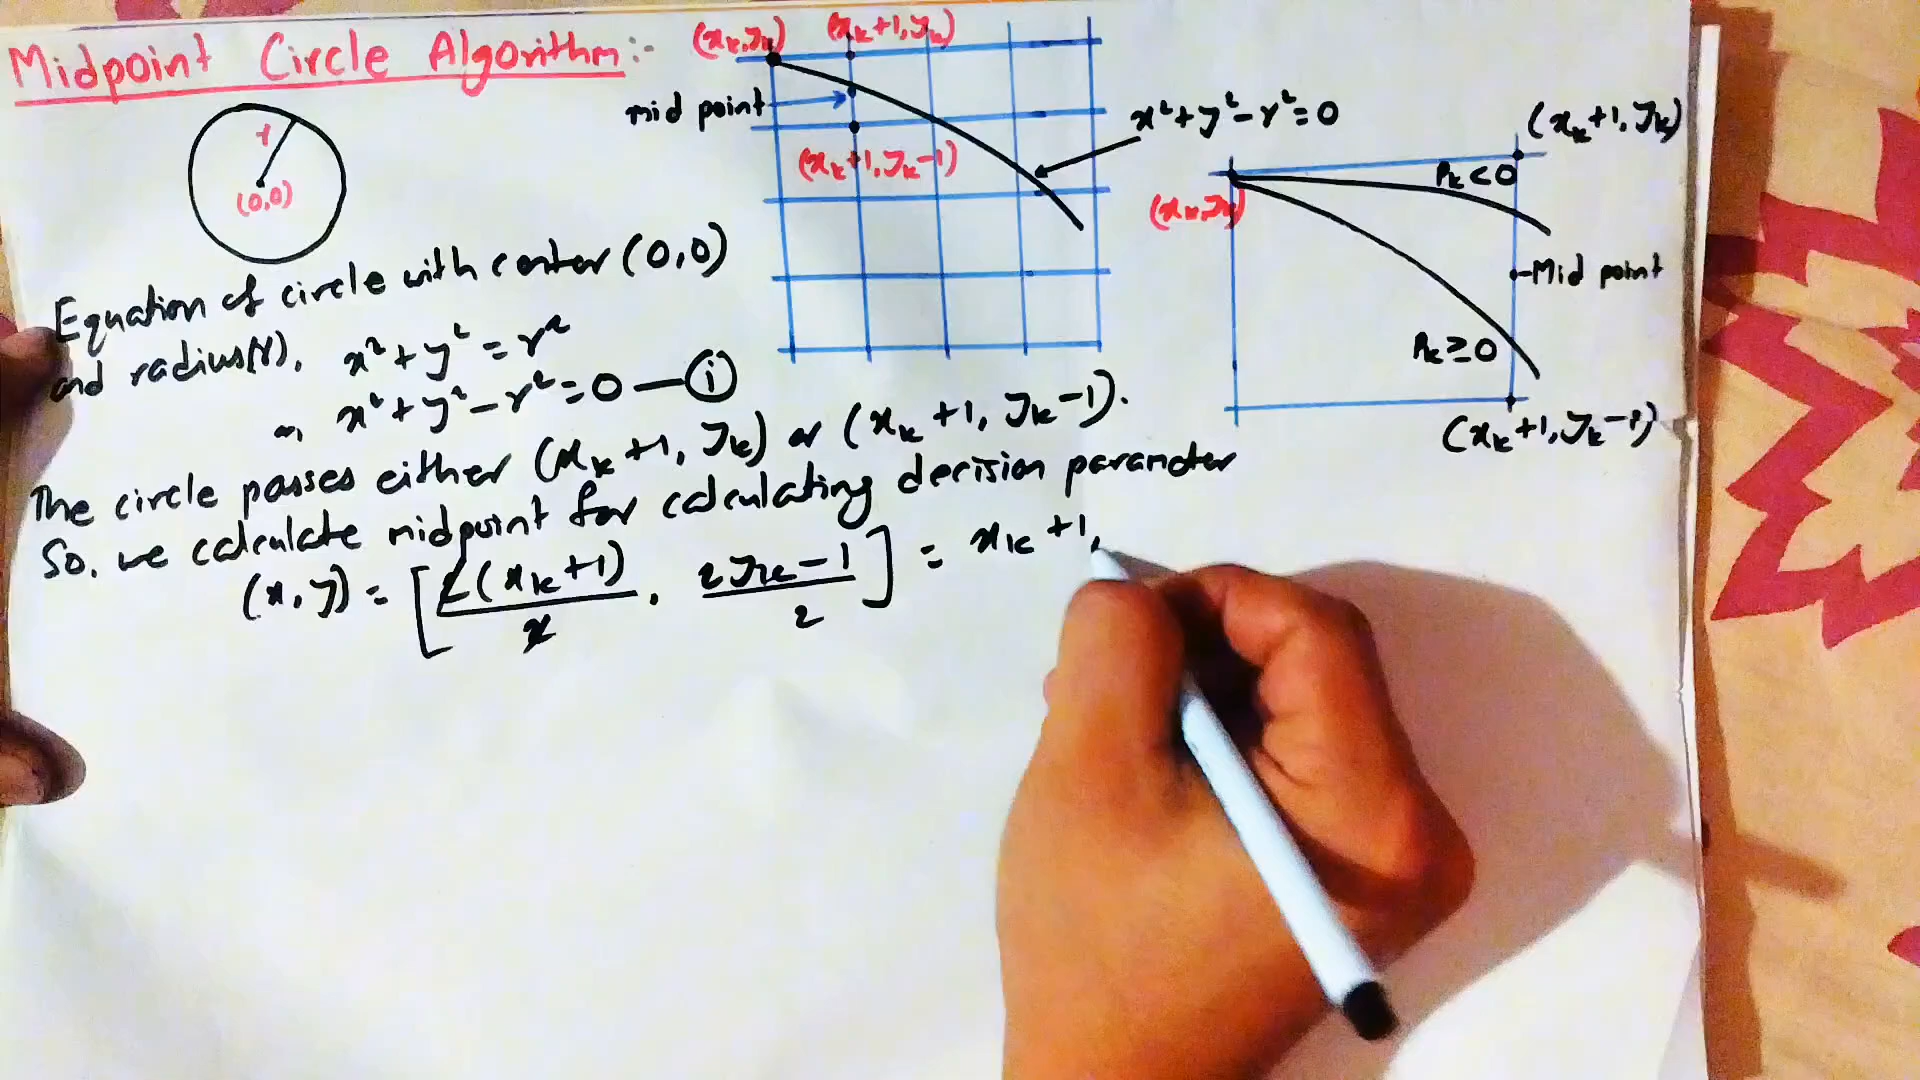 Midpoint Circle Algorithm:-
r
(0,0)
(xₖ,yₖ) (xₖ+1,yₖ)
mid point
(xₖ+1,yₖ-1)
x²+y²-r²=0
(xₖ+1,yₖ)
Pₖ<0
(xₖ,yₖ)
Mid point
Pₖ≥0
(xₖ+1,yₖ-1)
Equation of circle with center (0,0)
and radius(r), x²+y²=r²
or, x²+y²-r²=0 — (i)
The circle passes either (xₖ+1, yₖ) or (xₖ+1, yₖ-1).
So, we calculate midpoint for calculating decision parameter
(x,y) = [2(xₖ+1)/2, 2yₖ-1/2] = xₖ+1,